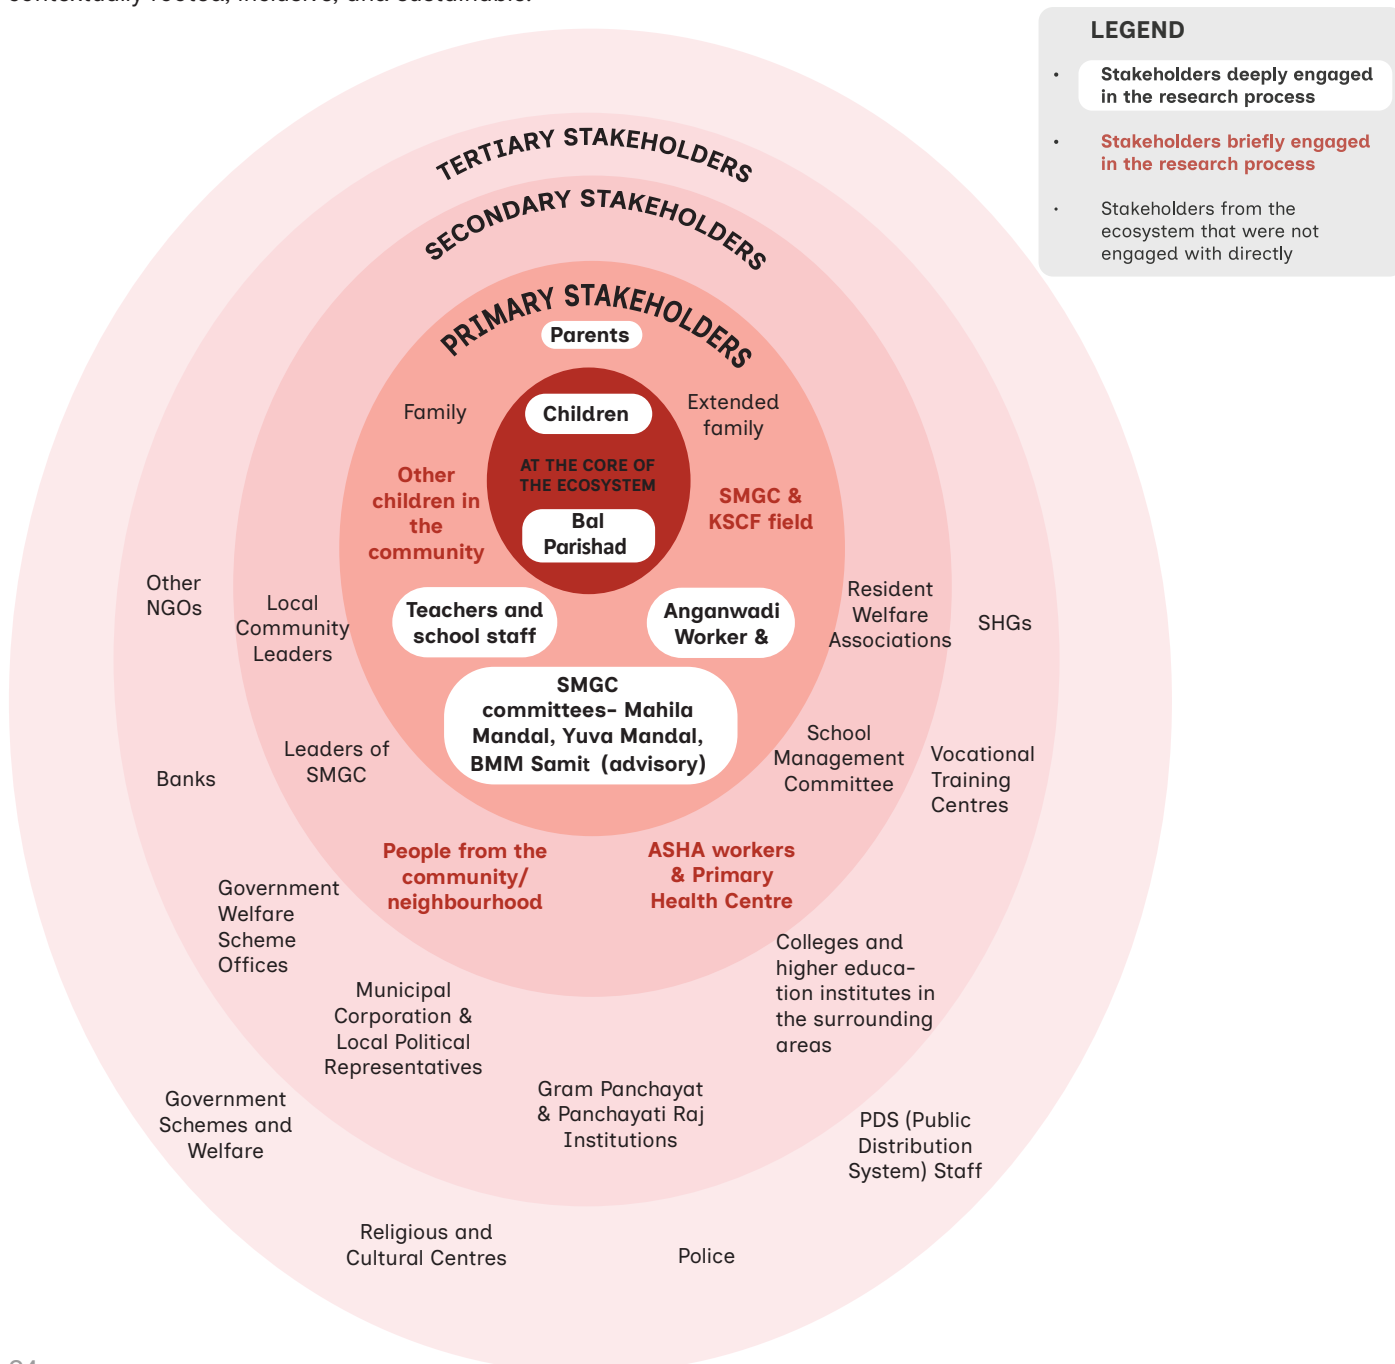 contextually rooted, inclusive, and sustainable.
LEGEND
• Stakeholders deeply engaged
in the research process
• Stakeholders briefly engaged
in the research process
• Stakeholders from the
ecosystem that were not
engaged with directly
TERTIARY STAKEHOLDERS
SECONDARY STAKEHOLDERS
PRIMARY STAKEHOLDERS
Parents
Family
Children
Extended
family
AT THE CORE OF
THE ECOSYSTEM
Other
children in
the
community
SMGC &
KSCF field
Bal
Parishad
Other
NGOs
Local
Community
Leaders
Teachers and
school staff
Anganwadi
Worker &
Resident
Welfare
Associations
SHGs
SMGC
committees- Mahila
Mandal, Yuva Mandal,
BMM Samit (advisory)
Banks
Leaders of
SMGC
School
Management
Committee
Vocational
Training
Centres
People from the
community/
neighbourhood
ASHA workers
& Primary
Health Centre
Government
Welfare
Scheme
Offices
Municipal
Corporation &
Local Political
Representatives
Colleges and
higher educa-
tion institutes in
the surrounding
areas
Gram Panchayat
& Panchayati Raj
Institutions
Government
Schemes and
Welfare
PDS (Public
Distribution
System) Staff
Religious and
Cultural Centres
Police